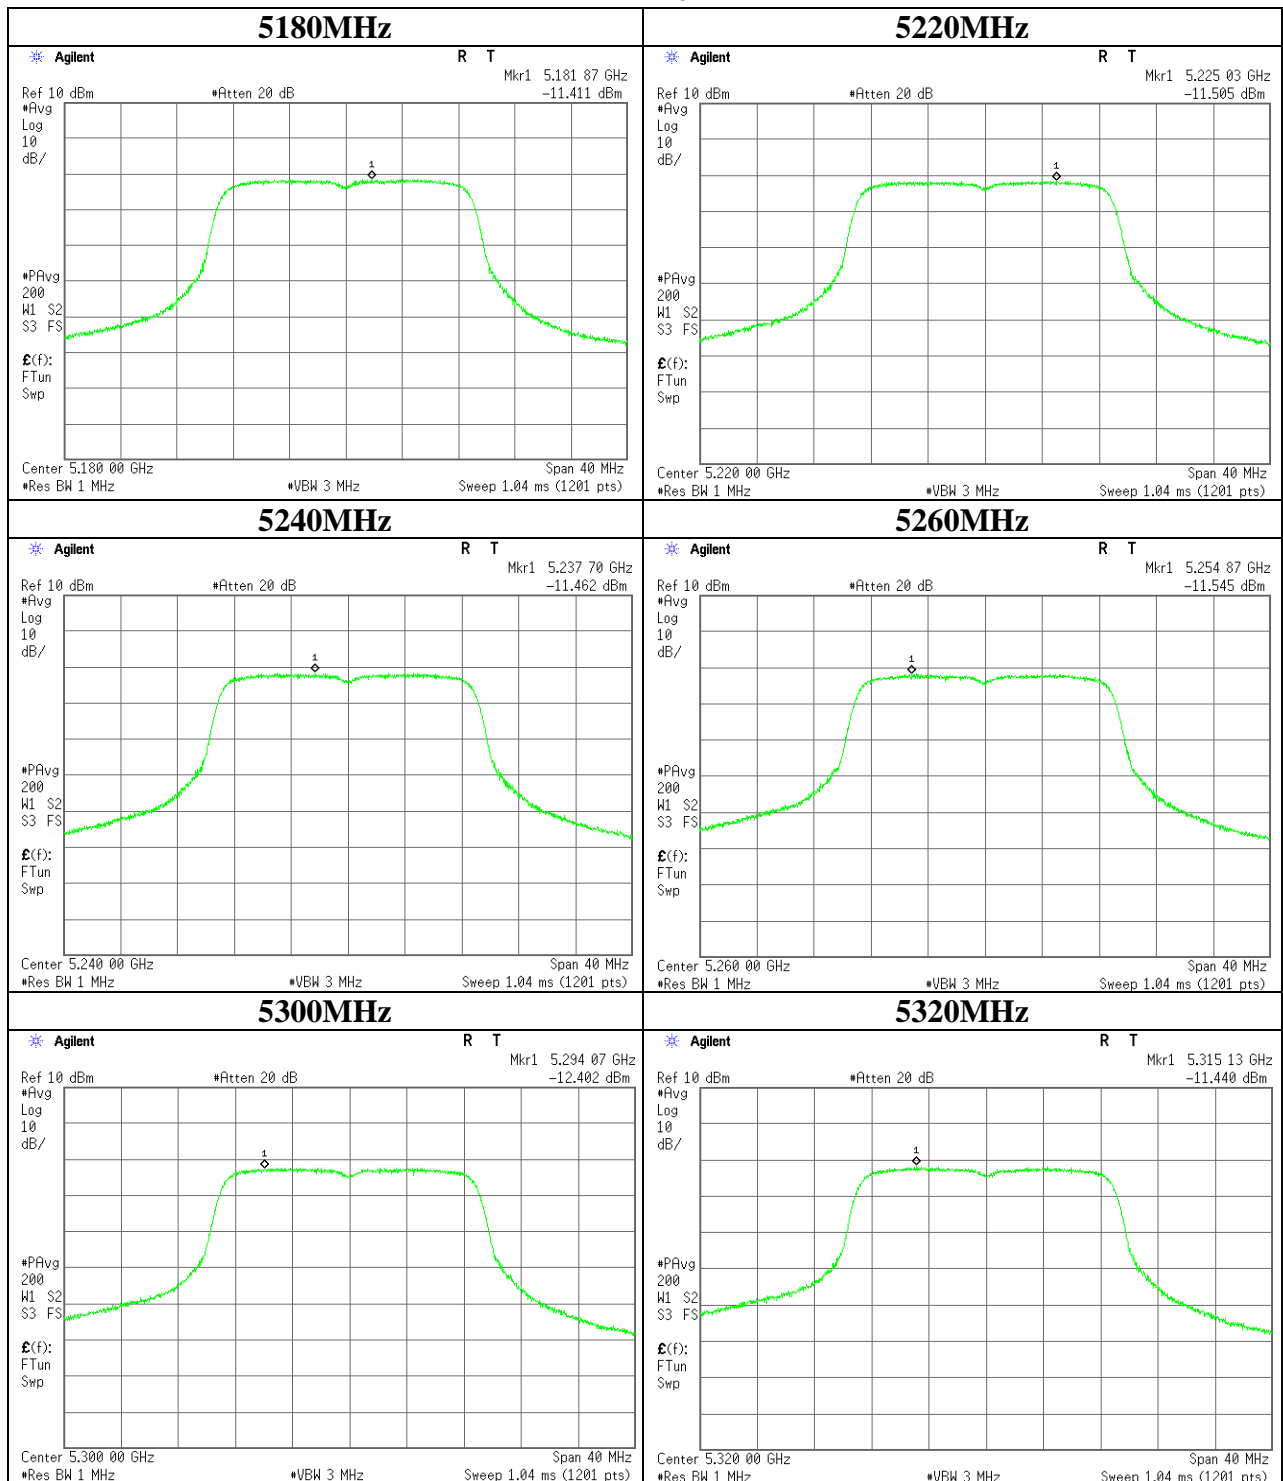 5180MHz
Agilent
R T
Mkr1 5.181 87 GHz
Ref 10 dBm #Atten 20 dB -11.411 dBm
#Avg
Log
10
dB/
1
#PAvg
200
W1 S2
S3 FS
£(f):
FTun
Swp
Center 5.180 00 GHz Span 40 MHz
#Res BW 1 MHz #VBW 3 MHz Sweep 1.04 ms (1201 pts)
5220MHz
Agilent
R T
Mkr1 5.225 03 GHz
Ref 10 dBm #Atten 20 dB -11.505 dBm
#Avg
Log
10
dB/
1
#PAvg
200
W1 S2
S3 FS
£(f):
FTun
Swp
Center 5.220 00 GHz Span 40 MHz
#Res BW 1 MHz #VBW 3 MHz Sweep 1.04 ms (1201 pts)
5240MHz
Agilent
R T
Mkr1 5.237 70 GHz
Ref 10 dBm #Atten 20 dB -11.462 dBm
#Avg
Log
10
dB/
1
#PAvg
200
W1 S2
S3 FS
£(f):
FTun
Swp
Center 5.240 00 GHz Span 40 MHz
#Res BW 1 MHz #VBW 3 MHz Sweep 1.04 ms (1201 pts)
5260MHz
Agilent
R T
Mkr1 5.254 87 GHz
Ref 10 dBm #Atten 20 dB -11.545 dBm
#Avg
Log
10
dB/
1
#PAvg
200
W1 S2
S3 FS
£(f):
FTun
Swp
Center 5.260 00 GHz Span 40 MHz
#Res BW 1 MHz #VBW 3 MHz Sweep 1.04 ms (1201 pts)
5300MHz
Agilent
R T
Mkr1 5.294 07 GHz
Ref 10 dBm #Atten 20 dB -12.402 dBm
#Avg
Log
10
dB/
1
#PAvg
200
W1 S2
S3 FS
£(f):
FTun
Swp
Center 5.300 00 GHz Span 40 MHz
#Res BW 1 MHz #VBW 3 MHz Sweep 1.04 ms (1201 pts)
5320MHz
Agilent
R T
Mkr1 5.315 13 GHz
Ref 10 dBm #Atten 20 dB -11.440 dBm
#Avg
Log
10
dB/
1
#PAvg
200
W1 S2
S3 FS
£(f):
FTun
Swp
Center 5.320 00 GHz Span 40 MHz
#Res BW 1 MHz #VBW 3 MHz Sweep 1.04 ms (1201 pts)